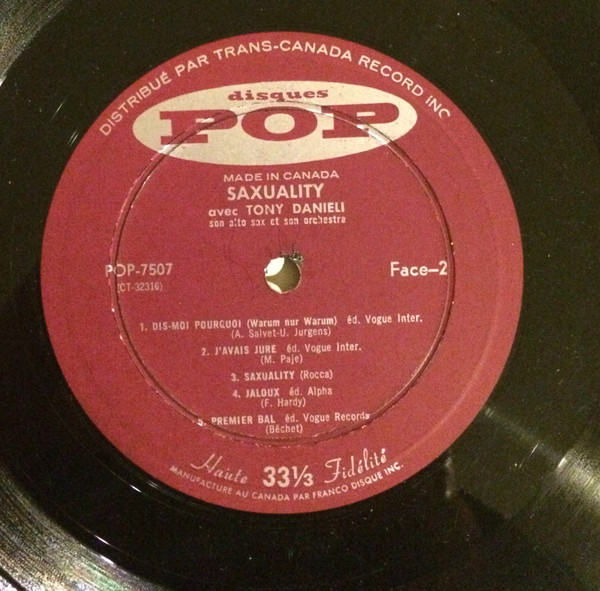 DISTRIBUÉ PAR TRANS-CANADA RECORD INC
disques
POP
MADE IN CANADA
SAXUALITY
avec TONY DANIELI
son alto sax et son orchestra
POP-7507
(CT-32316)
Face-2
1. DIS-MOI POURQUOI (Warum nur Warum) éd. Vogue Inter.
(A. Salvet-U. Jurgens)
2. J'AVAIS JURE éd. Vogue Inter.
(M. Paje)
3. SAXUALITY (Rocca)
4. JALOUX éd. Alpha
(F. Hardy)
5. PREMIER BAL éd. Vogue Records
(Béchet)
Haute 33⅓ Fidélité
MANUFACTURE AU CANADA PAR FRANCO DISQUE INC.